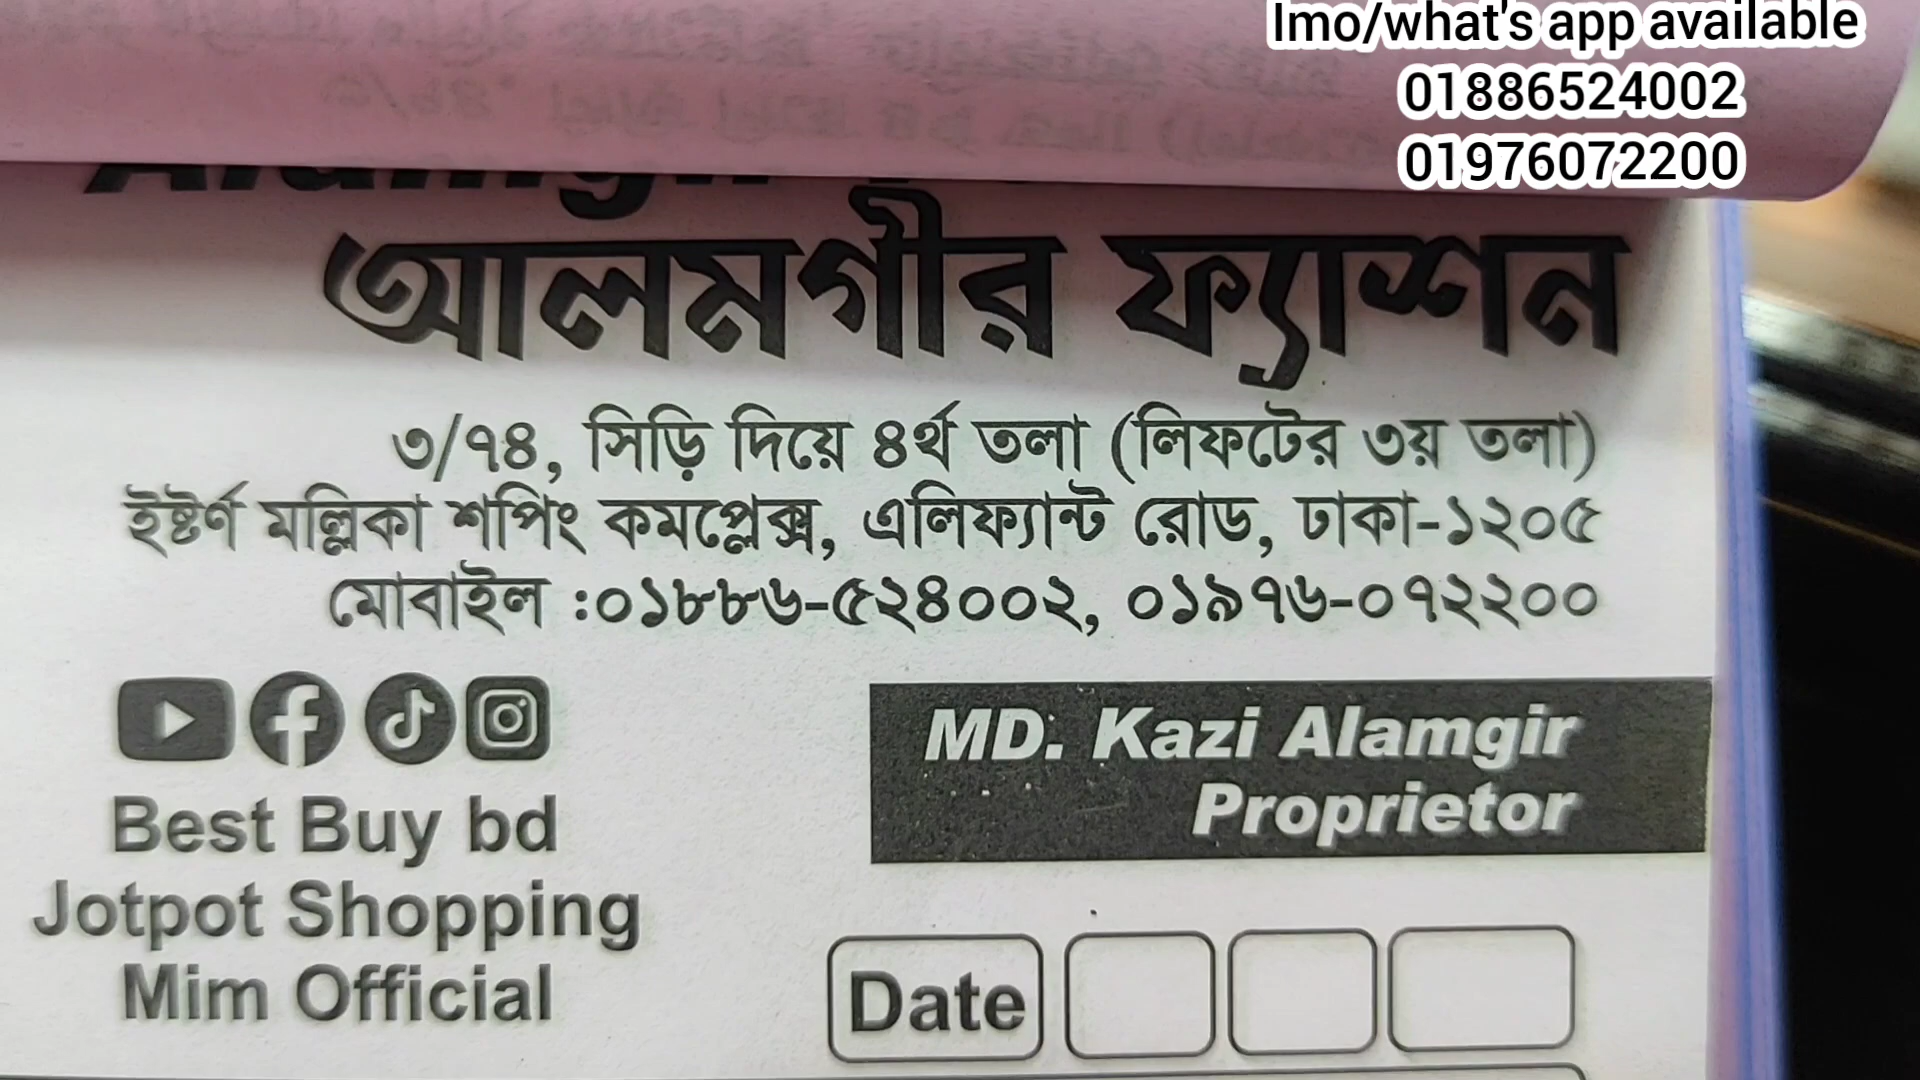 Imo/what's app available
01886524002
01976072200
আলমগীর ফ্যাশন
৩/৭৪, সিড়ি দিয়ে ৪র্থ তলা (লিফটের ৩য় তলা)
ইষ্টার্ণ মল্লিকা শপিং কমপ্লেক্স, এলিফ্যান্ট রোড, ঢাকা-১২০৫
মোবাইল :০১৮৮৬-৫২৪০০২, ০১৯৭৬-০৭২২০০
Best Buy bd
Jotpot Shopping
Mim Official
MD. Kazi Alamgir
Proprietor
Date